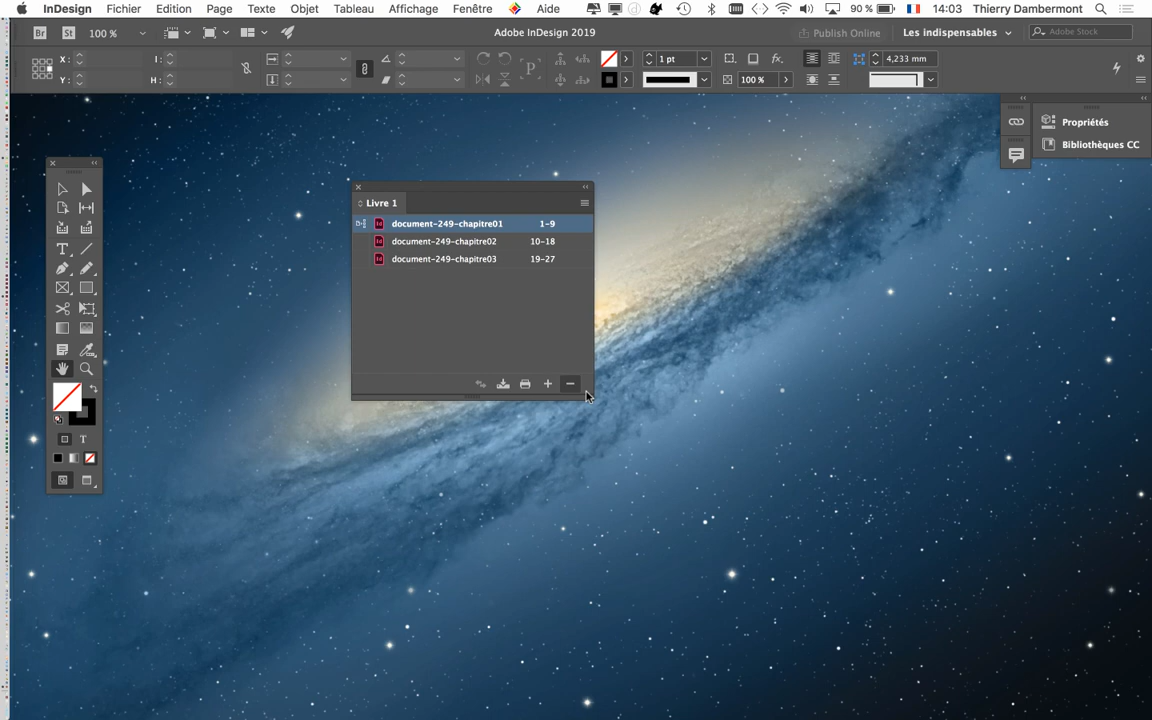 InDesign Fichier Edition Page Texte Objet Tableau Affichage Fenêtre Aide 90 % 14:03 Thierry Dambermont
Br St 100 % Adobe InDesign 2019 Publish Online Les indispensables Adobe Stock
X : I : 1 pt fx. 4,233 mm
Y : H : P 100 %
Propriétés
Bibliothèques CC
Livre 1
document-249-chapitre01 1-9
document-249-chapitre02 10-18
document-249-chapitre03 19-27
T
T